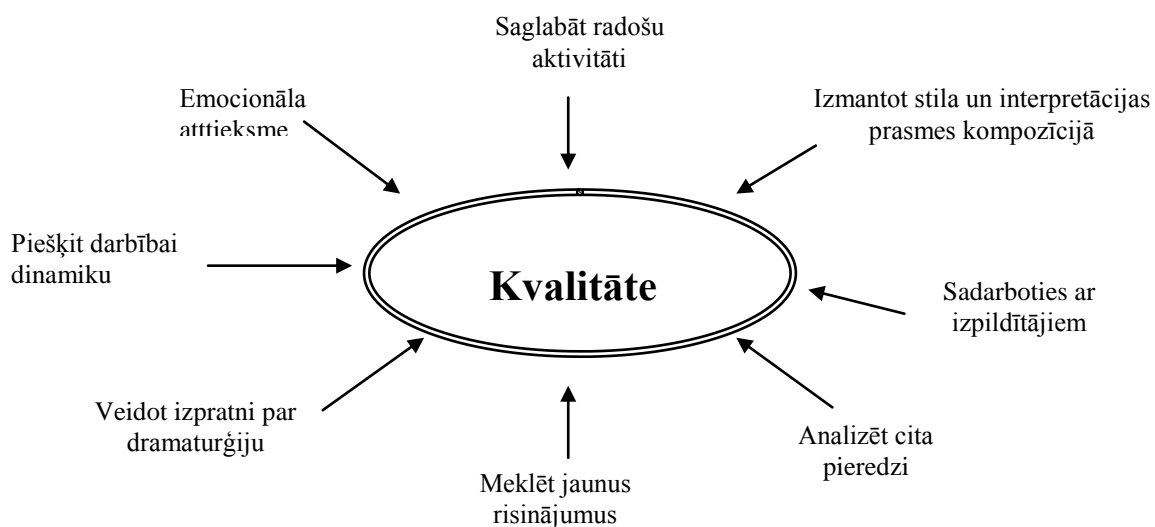 Saglabāt radošu
aktivitāti
Emocionāla
atttieksme
Izmantot stila un interpretācijas
prasmes kompozīcijā
Piešķit darbībai
dinamiku
Kvalitāte
Sadarboties ar
izpildītājiem
Veidot izpratni par
dramaturģiju
Analizēt cita
pieredzi
Meklēt jaunus
risinājumus